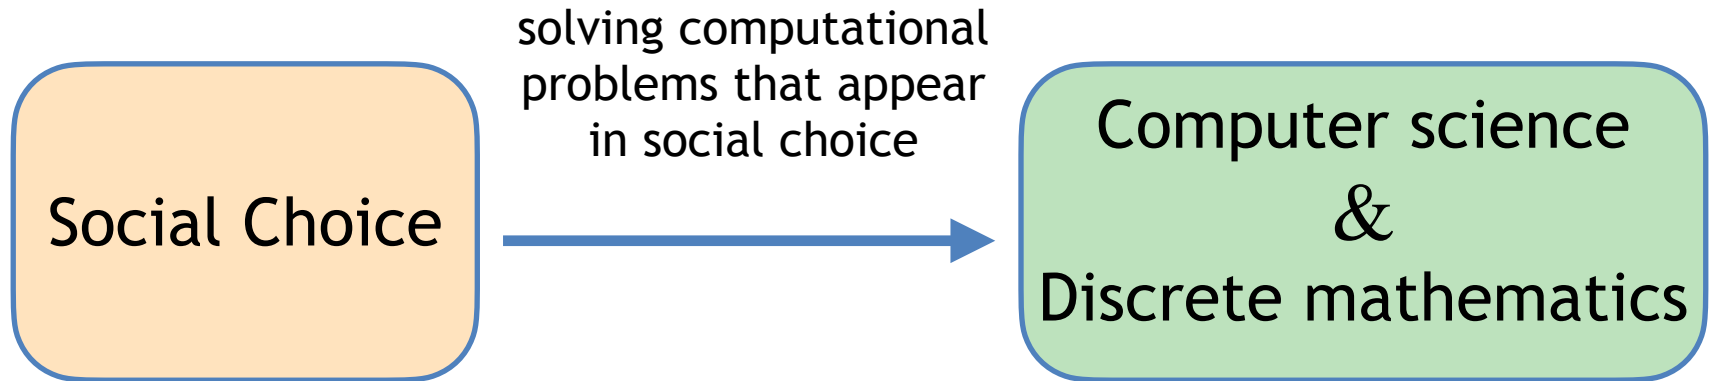 Social Choice
solving computational
problems that appear
in social choice
Computer science
&
Discrete mathematics